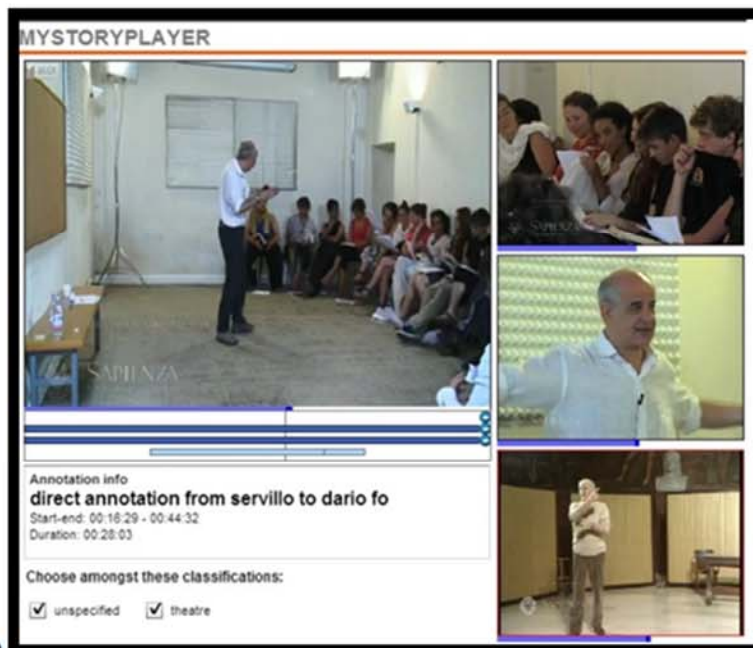 MYSTORYPLAYER
SAPIENZA
SAPIENZA
Annotation info
direct annotation from servillo to dario fo
Start-end: 00:16:29 - 00:44:32
Duration: 00:28:03
Choose amongst these classifications:
unspecified
theatre